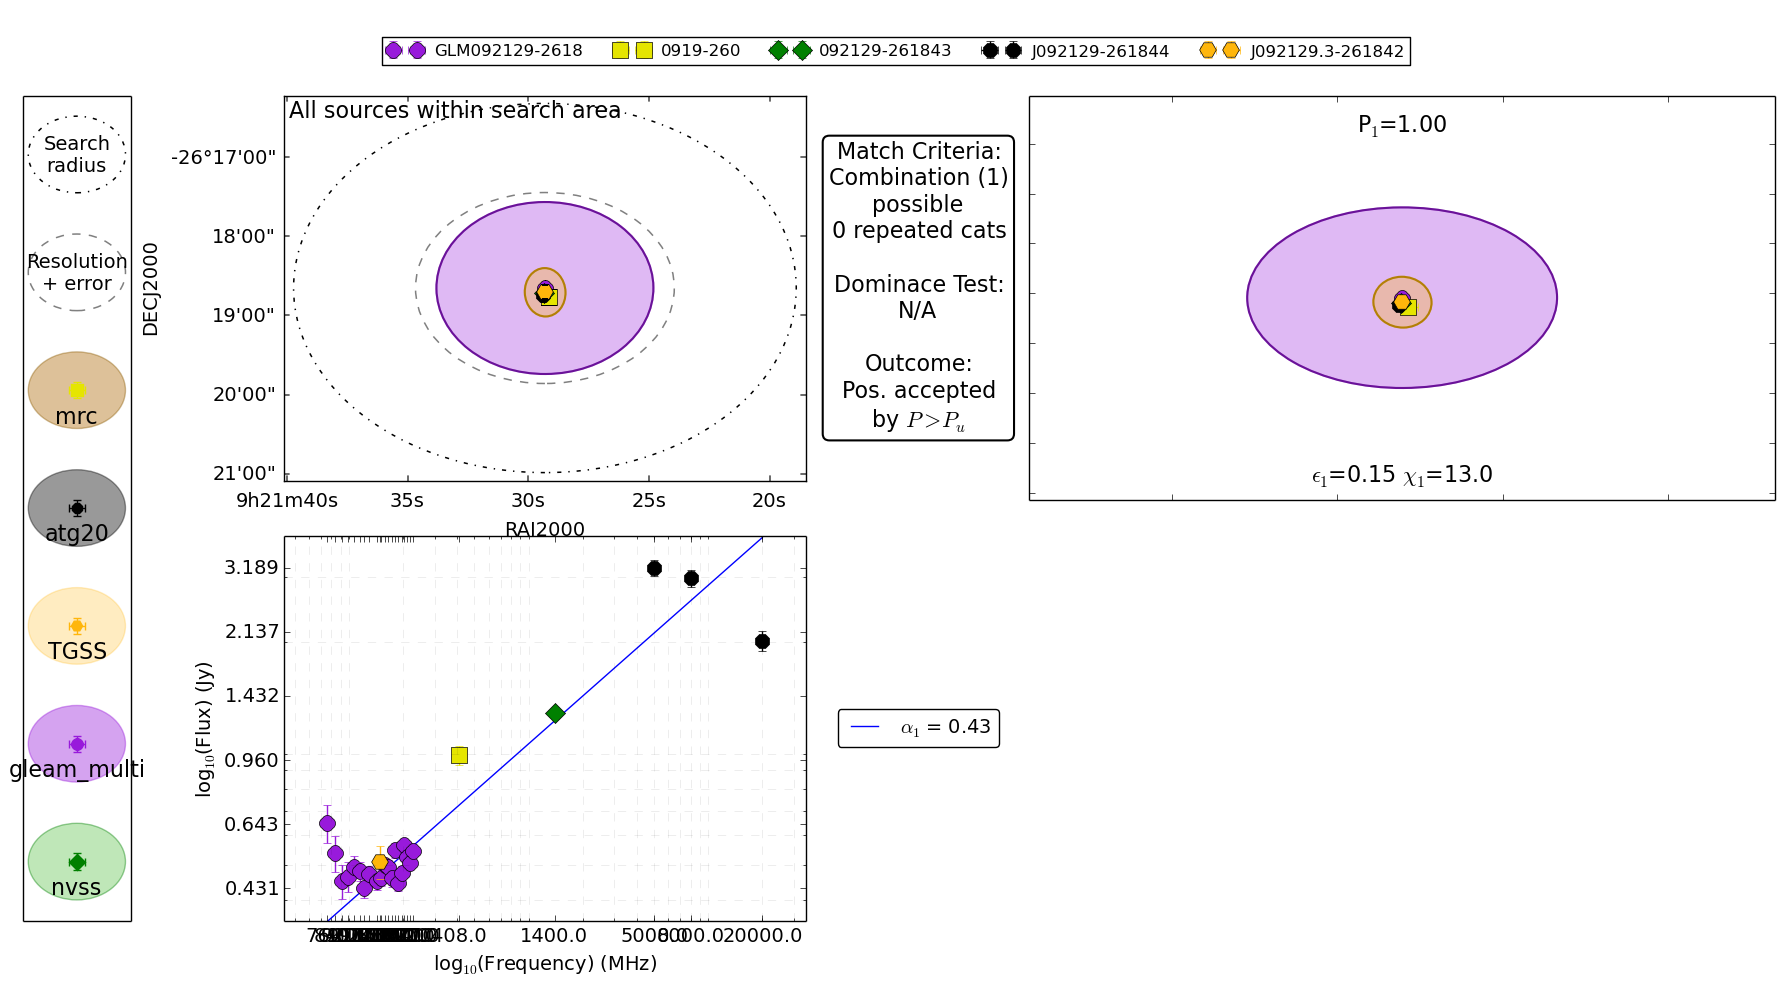 GLM092129-2618 0919-260 092129-261843 J092129-261844 J092129.3-261842
Search
radius
Resolution
+ error
mrc
atg20
TGSS
gleam_multi
nvss
All sources within search area
DECJ2000
-26°17'00"
18'00"
19'00"
20'00"
21'00"
9h21m40s 35s 30s 25s 20s
RAJ2000
Match Criteria:
Combination (1)
possible
0 repeated cats
Dominace Test:
N/A
Outcome:
Pos. accepted
by P>Pu
P1=1.00
ϵ1=0.15 χ1=13.0
log10(Flux) (Jy)
3.189
2.137
1.432
0.960
0.643
0.431
1400.0 20000.0
log10(Frequency) (MHz)
α1 = 0.43